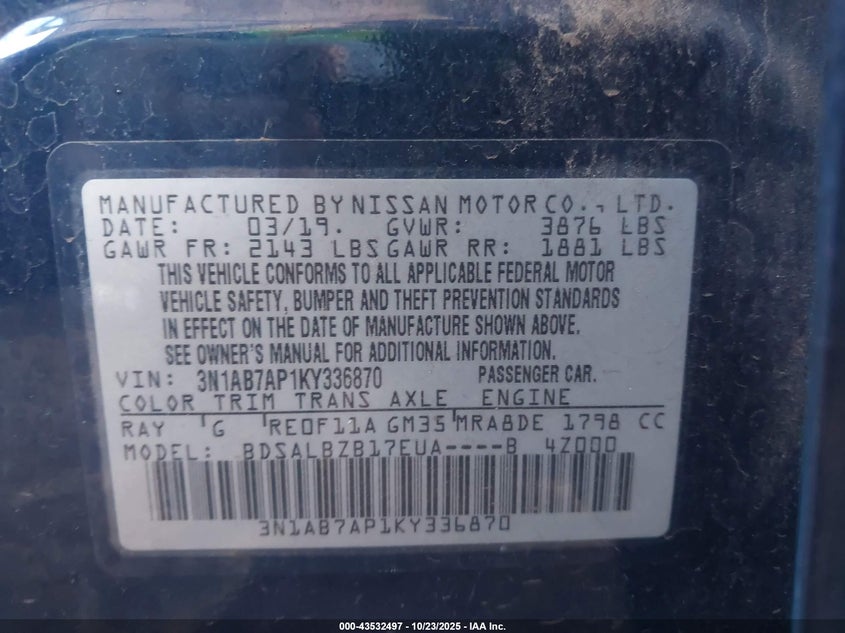 MANUFACTURED BY NISSAN MOTOR CO., LTD.
DATE: 03/19. GVWR: 3876 LBS
GAWR FR: 2143 LBS GAWR RR: 1881 LBS
THIS VEHICLE CONFORMS TO ALL APPLICABLE FEDERAL MOTOR
VEHICLE SAFETY, BUMPER AND THEFT PREVENTION STANDARDS
IN EFFECT ON THE DATE OF MANUFACTURE SHOWN ABOVE.
SEE OWNER'S MANUAL FOR ADDITIONAL INFORMATION.
VIN: 3N1AB7AP1KY336870 PASSENGER CAR.
COLOR TRIM TRANS AXLE ENGINE
RAY G RE0F11A GM35 MRA8DE 1798 CC
MODEL: BDSALBZB17EUA----B 4Z000
3N1AB7AP1KY336870
000-43532497 - 10/23/2025 - IAA Inc.